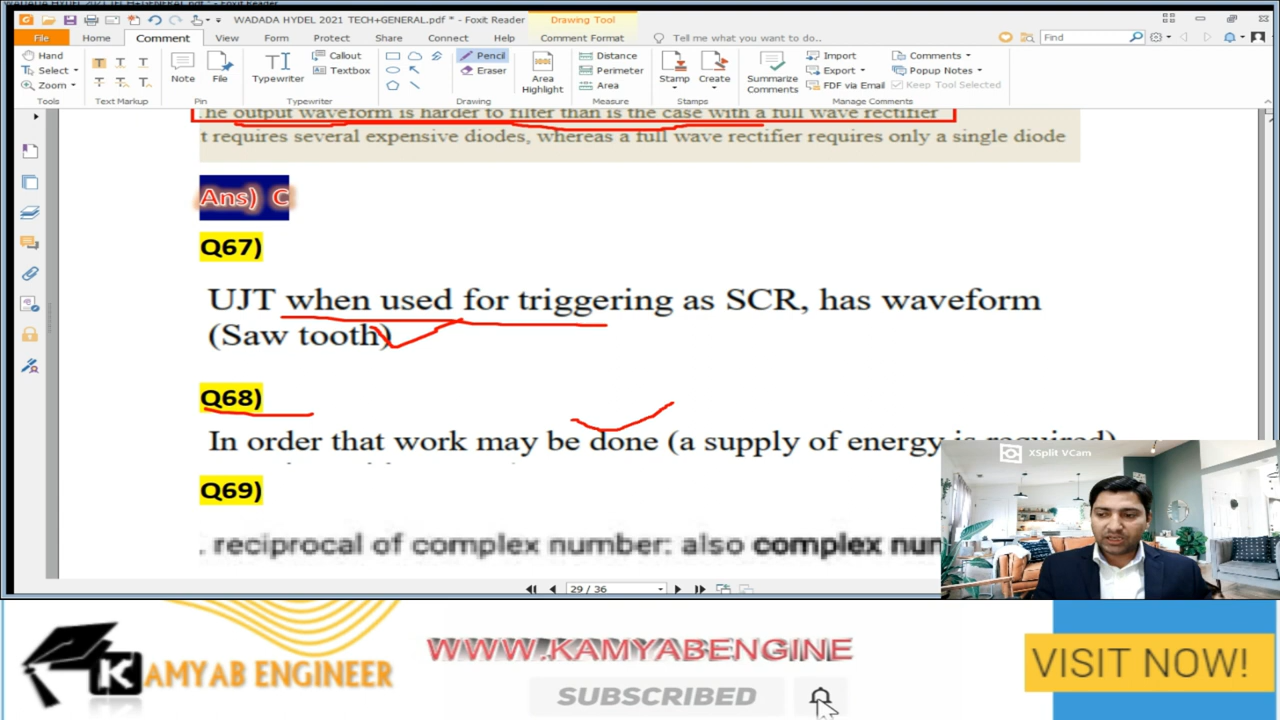 WADADA HYDEL 2021 TECH+GENERAL.pdf * - Foxit Reader
Drawing Tool
File Home Comment View Form Protect Share Connect Help Comment Format Tell me what you want to do.. Find
Hand
Select
Zoom
Tools
Text Markup
Note
File
Pin
Typewriter
Callout
Textbox
Typewriter
Pencil
Eraser
Drawing
Area Highlight
Distance
Perimeter
Area
Measure
Stamp
Create
Stamps
Summarize Comments
Import
Export
FDF via Email
Comments
Popup Notes
Keep Tool Selected
Manage Comments
he output waveform is harder to filter than is the case with a full wave rectifier
t requires several expensive diodes, whereas a full wave rectifier requires only a single diode
Ans) C
Q67)
UJT when used for triggering as SCR, has waveform
(Saw tooth)
Q68)
In order that work may be done (a supply of energy is required)
Q69)
. reciprocal of complex number: also complex num
XSplit VCam
29 / 36
K
AMYAB ENGINEER
WWW.KAMYABENGINE
SUBSCRIBED
VISIT NOW!